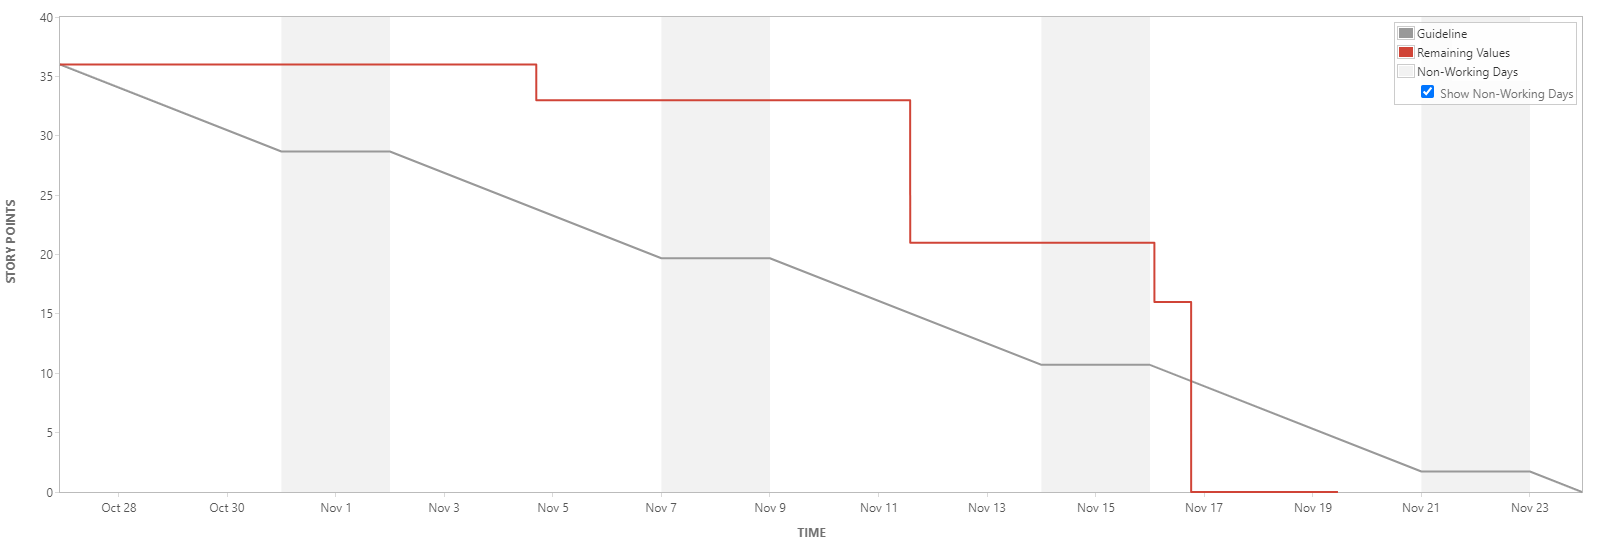 40
35
30
25
20
15
10
5
0
STORY POINTS
Guideline
Remaining Values
Non-Working Days
Show Non-Working Days
Oct 28 Oct 30 Nov 1 Nov 3 Nov 5 Nov 7 Nov 9 Nov 11 Nov 13 Nov 15 Nov 17 Nov 19 Nov 21 Nov 23
TIME